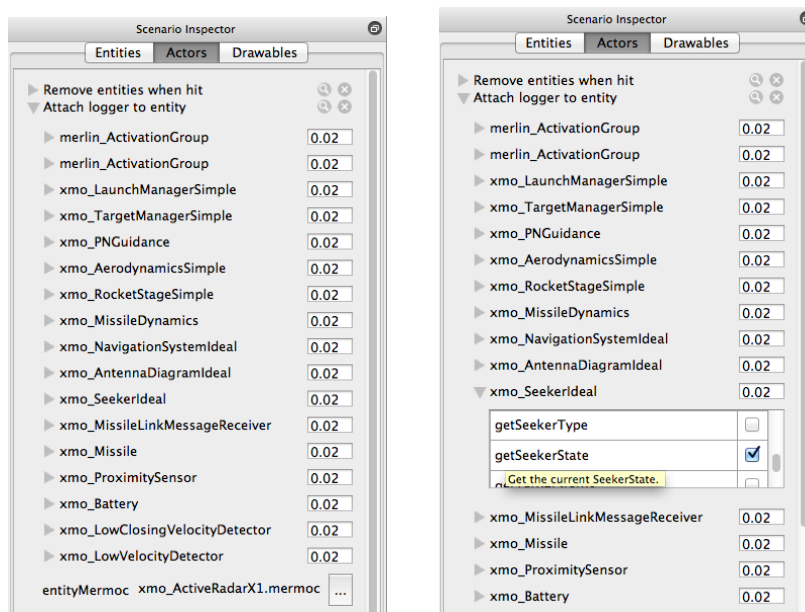 Scenario Inspector
Entities Actors Drawables
Remove entities when hit
Attach logger to entity
merlin_ActivationGroup 0.02
merlin_ActivationGroup 0.02
xmo_LaunchManagerSimple 0.02
xmo_TargetManagerSimple 0.02
xmo_PNGuidance 0.02
xmo_AerodynamicsSimple 0.02
xmo_RocketStageSimple 0.02
xmo_MissileDynamics 0.02
xmo_NavigationSystemIdeal 0.02
xmo_AntennaDiagramIdeal 0.02
xmo_SeekerIdeal 0.02
xmo_MissileLinkMessageReceiver 0.02
xmo_Missile 0.02
xmo_ProximitySensor 0.02
xmo_Battery 0.02
xmo_LowClosingVelocityDetector 0.02
xmo_LowVelocityDetector 0.02
entityMermoc xmo_ActiveRadarX1.mermoc ...
Scenario Inspector
Entities Actors Drawables
Remove entities when hit
Attach logger to entity
merlin_ActivationGroup 0.02
merlin_ActivationGroup 0.02
xmo_LaunchManagerSimple 0.02
xmo_TargetManagerSimple 0.02
xmo_PNGuidance 0.02
xmo_AerodynamicsSimple 0.02
xmo_RocketStageSimple 0.02
xmo_MissileDynamics 0.02
xmo_NavigationSystemIdeal 0.02
xmo_AntennaDiagramIdeal 0.02
xmo_SeekerIdeal 0.02
getSeekerType
getSeekerState
Get the current SeekerState.
xmo_MissileLinkMessageReceiver 0.02
xmo_Missile 0.02
xmo_ProximitySensor 0.02
xmo_Battery 0.02